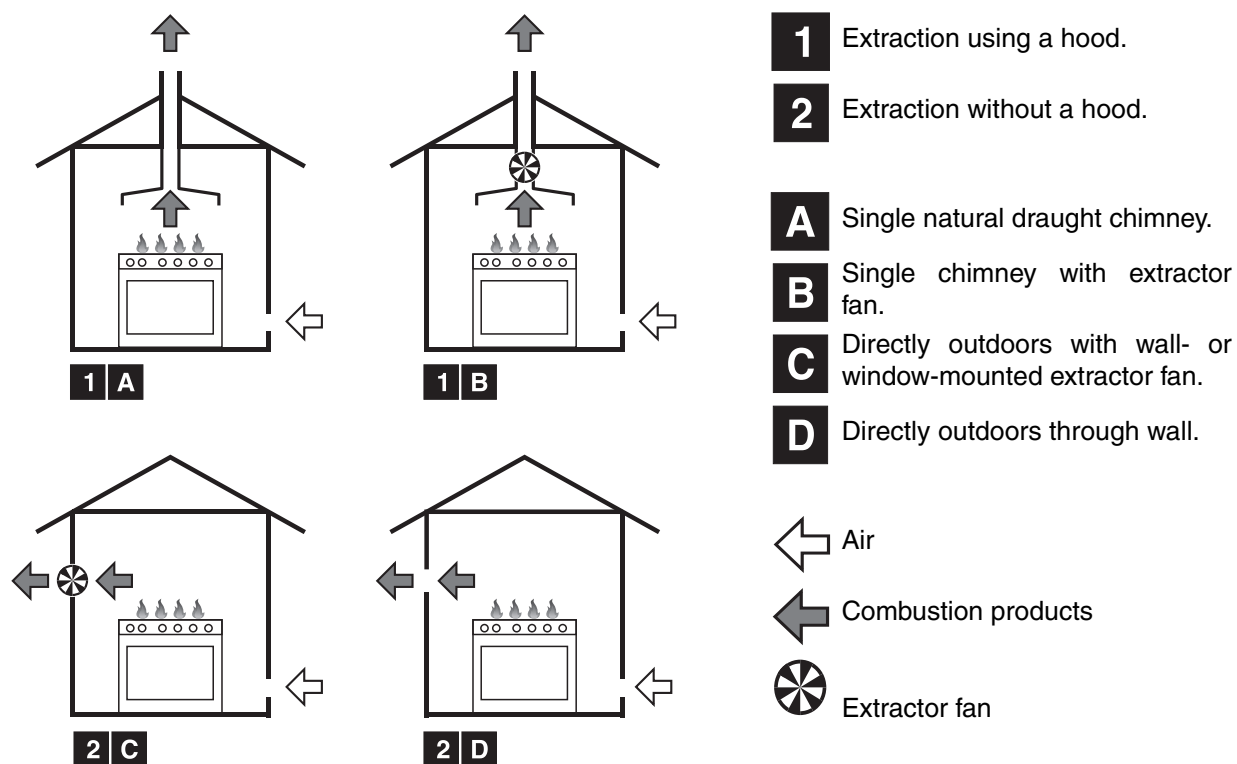 1 A
1 B
2 C
2 D
1 Extraction using a hood.
2 Extraction without a hood.
A Single natural draught chimney.
B Single chimney with extractor
fan.
C Directly outdoors with wall- or
window-mounted extractor fan.
D Directly outdoors through wall.
Air
Combustion products
Extractor fan